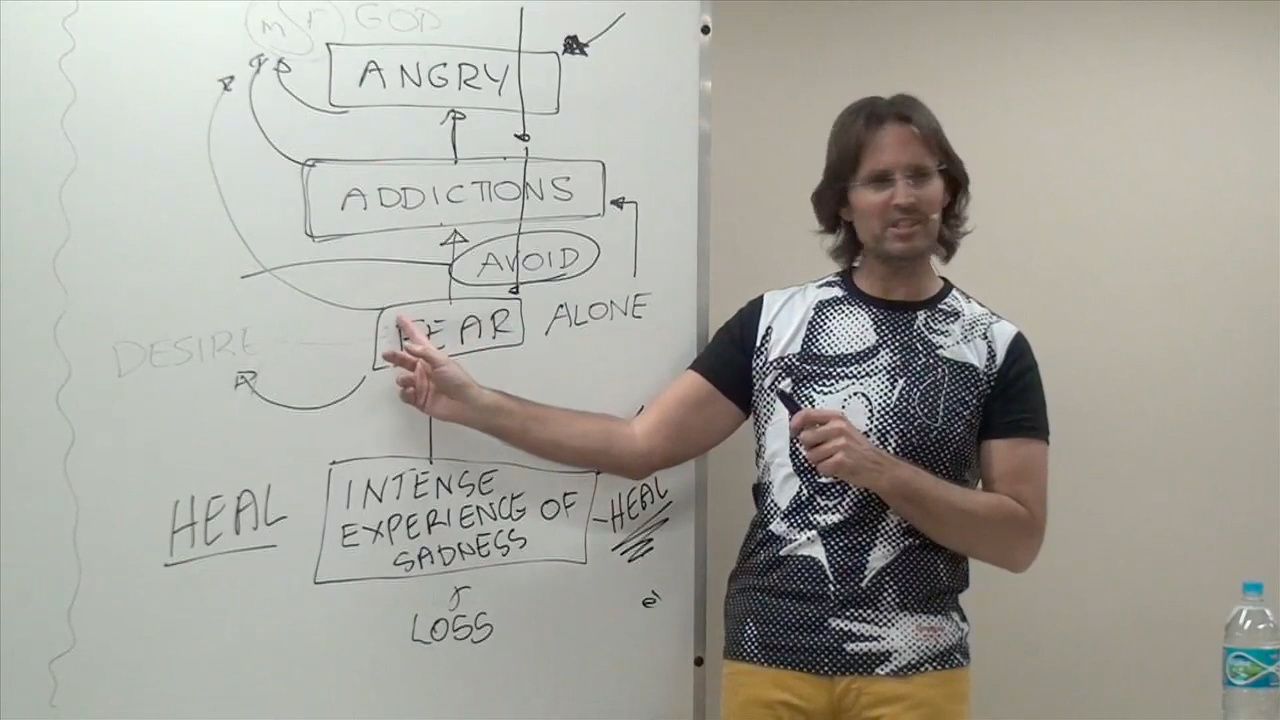 GOD
ANGRY
ADDICTIONS
AVOID
FEAR
ALONE
DESIRE
HEAL
INTENSE
EXPERIENCE OF
SADNESS
HEAL
LOSS